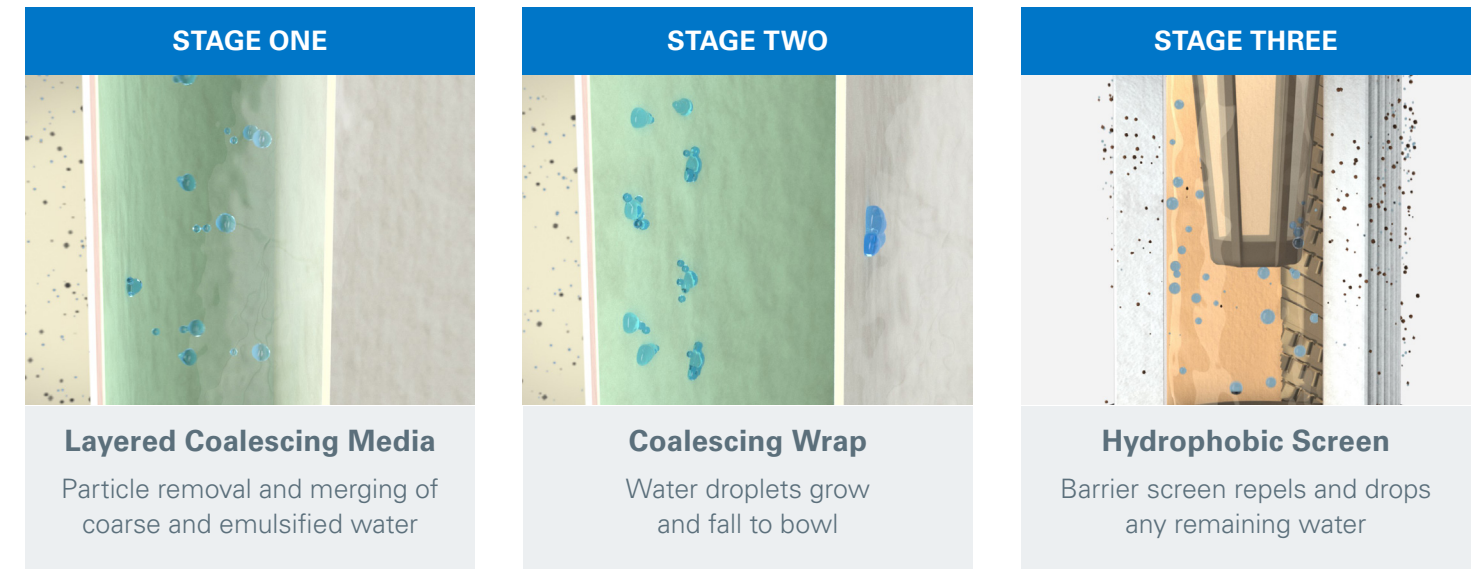 STAGE ONE
Layered Coalescing Media
Particle removal and merging of
coarse and emulsified water
STAGE TWO
Coalescing Wrap
Water droplets grow
and fall to bowl
STAGE THREE
Hydrophobic Screen
Barrier screen repels and drops
any remaining water